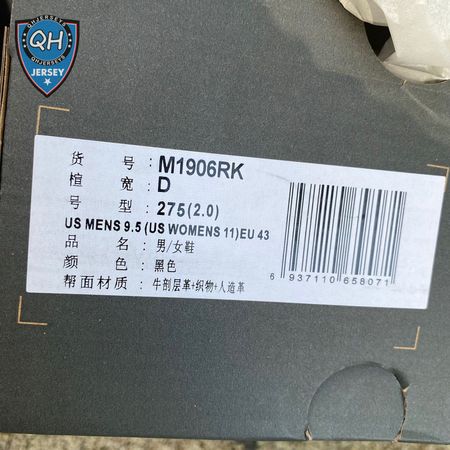 QHJERSEYS
QH
QHJERSEYS
JERSEY
货 号：M1906RK
楦 宽：D
号 型：275(2.0)
US MENS 9.5 (US WOMENS 11) EU 43
品 名：男/女鞋
颜 色：黑色
帮面材质：牛剖层革+织物+人造革
6 937110 658071